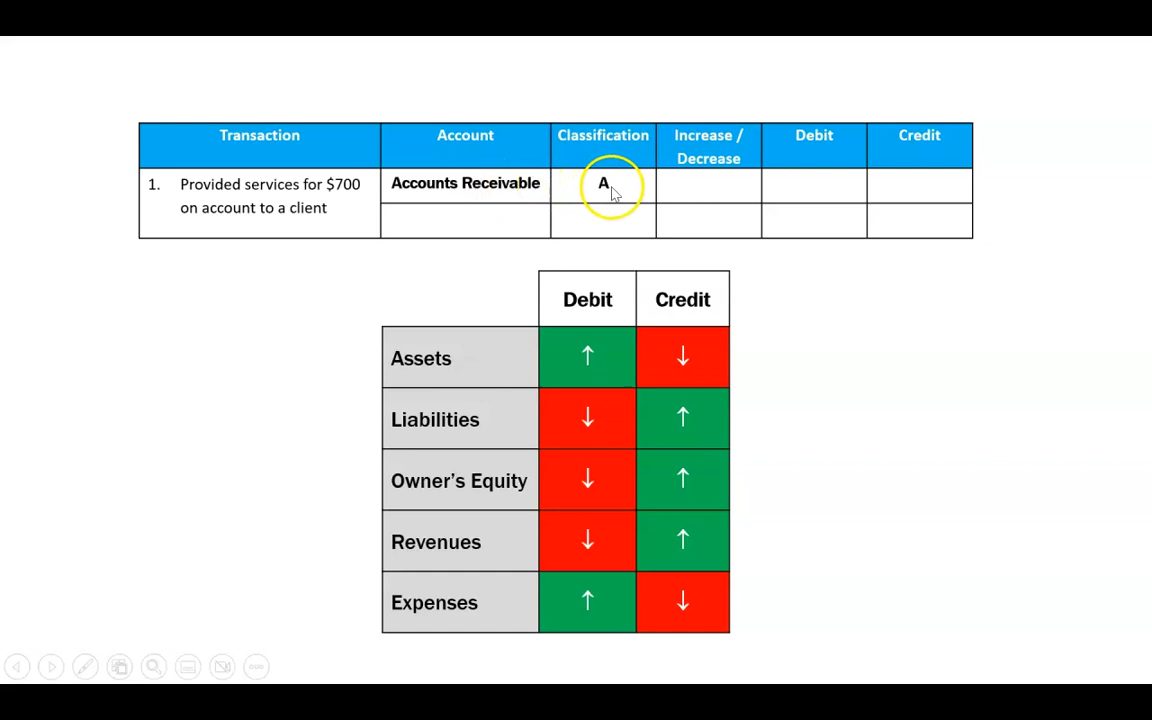 Transaction Account Classification Increase / Decrease Debit Credit
1. Provided services for $700 Accounts Receivable A
on account to a client
Debit Credit
Assets ↑ ↓
Liabilities ↓ ↑
Owner's Equity ↓ ↑
Revenues ↓ ↑
Expenses ↑ ↓